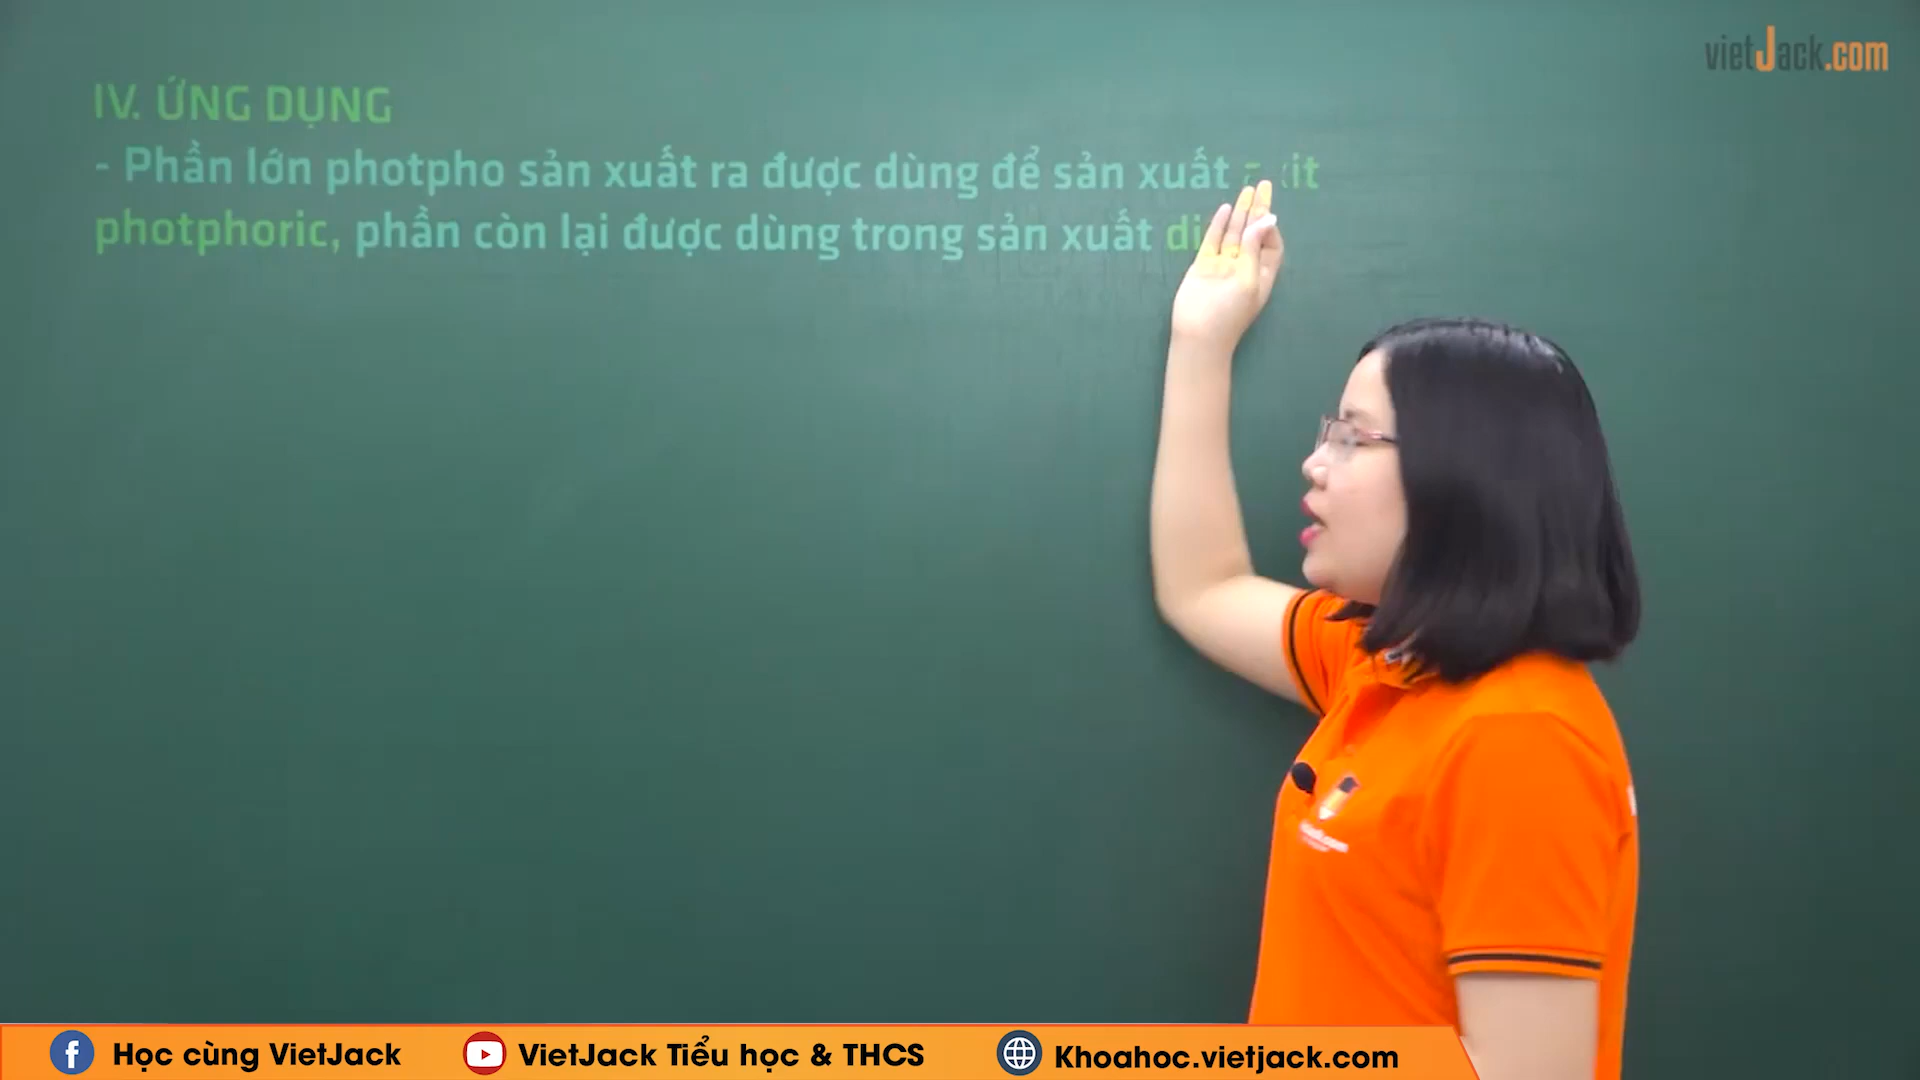 vietJack.com
IV. ỨNG DỤNG
- Phần lớn photpho sản xuất ra được dùng để sản xuất
photphoric, phần còn lại được dùng trong sản xuất
Học cùng VietJack
VietJack Tiểu học & THCS
Khoahoc.vietjack.com